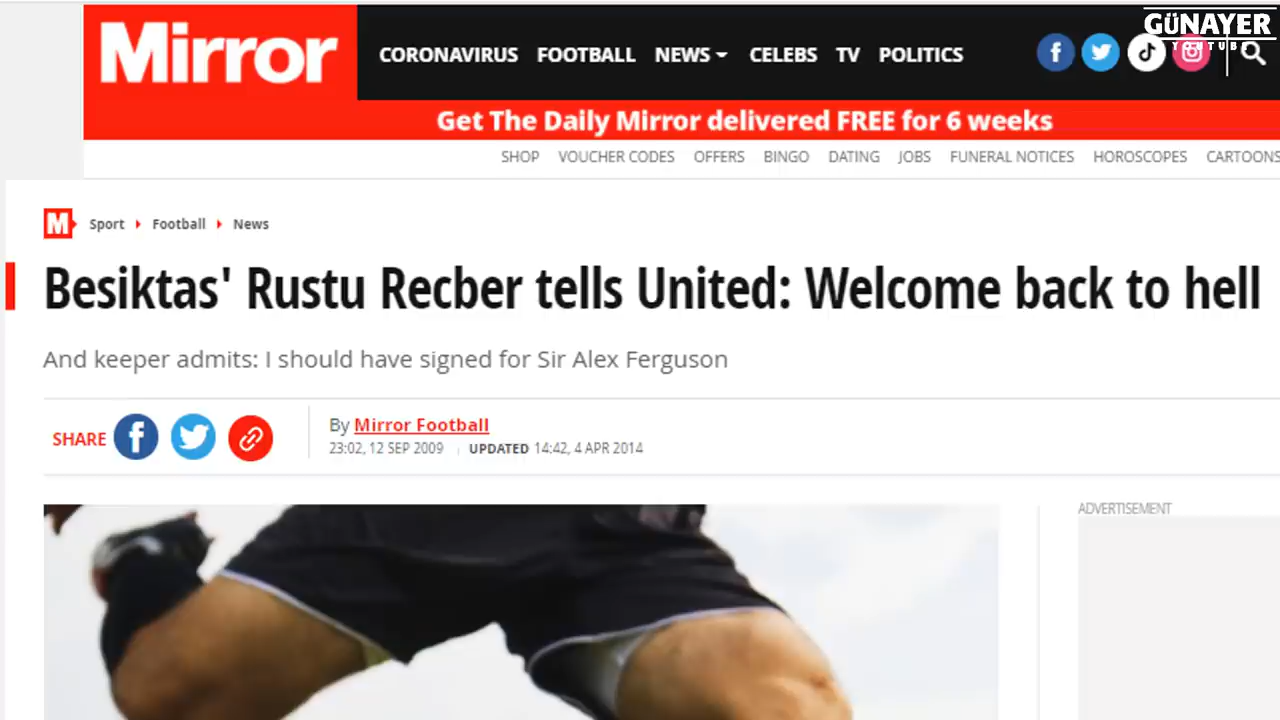 Mirror
CORONAVIRUS FOOTBALL NEWS CELEBS TV POLITICS
GÜNAYER
YOUTUBE
Get The Daily Mirror delivered FREE for 6 weeks
SHOP VOUCHER CODES OFFERS BINGO DATING JOBS FUNERAL NOTICES HOROSCOPES CARTOONS
M Sport Football News
Besiktas' Rustu Recber tells United: Welcome back to hell
And keeper admits: I should have signed for Sir Alex Ferguson
SHARE
By Mirror Football
23:02, 12 SEP 2009 UPDATED 14:42, 4 APR 2014
ADVERTISEMENT